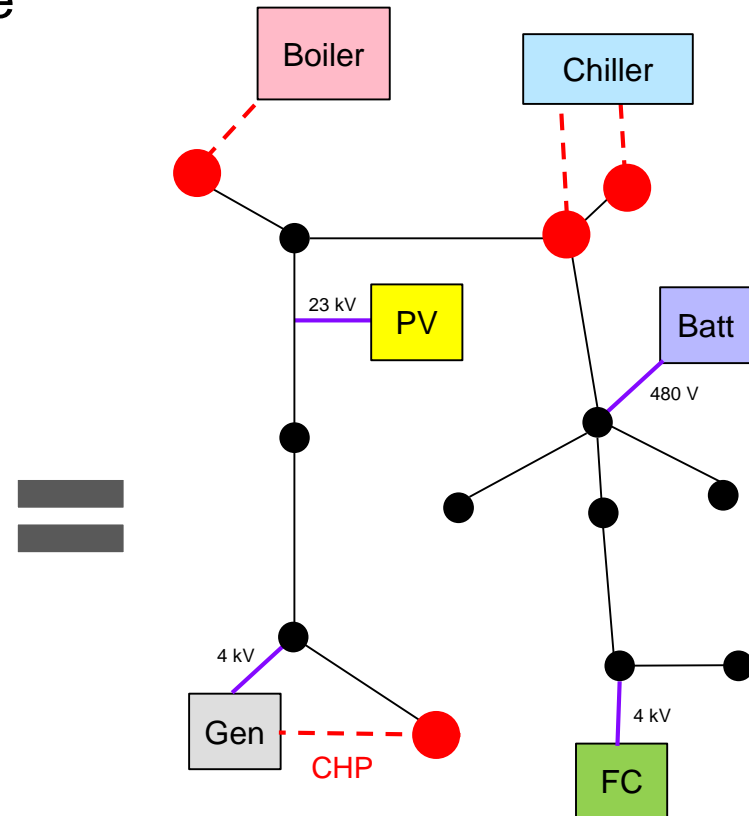 e
Boiler
Chiller
23 kV
PV
Batt
480 V
4 kV
Gen
CHP
4 kV
FC